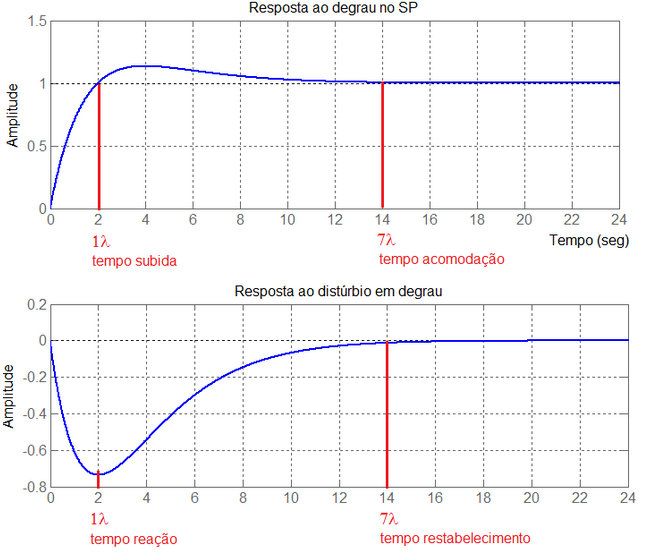 Resposta ao degrau no SP
1.5
1
0.5
0
Amplitude
0 2 4 6 8 10 12 14 16 18 20 22 24
Tempo (seg)
1λ
tempo subida
7λ
tempo acomodação
Resposta ao distúrbio em degrau
0.2
0
-0.2
-0.4
-0.6
-0.8
Amplitude
0 2 4 6 8 10 12 14 16 18 20 22 24
1λ
tempo reação
7λ
tempo restabelecimento